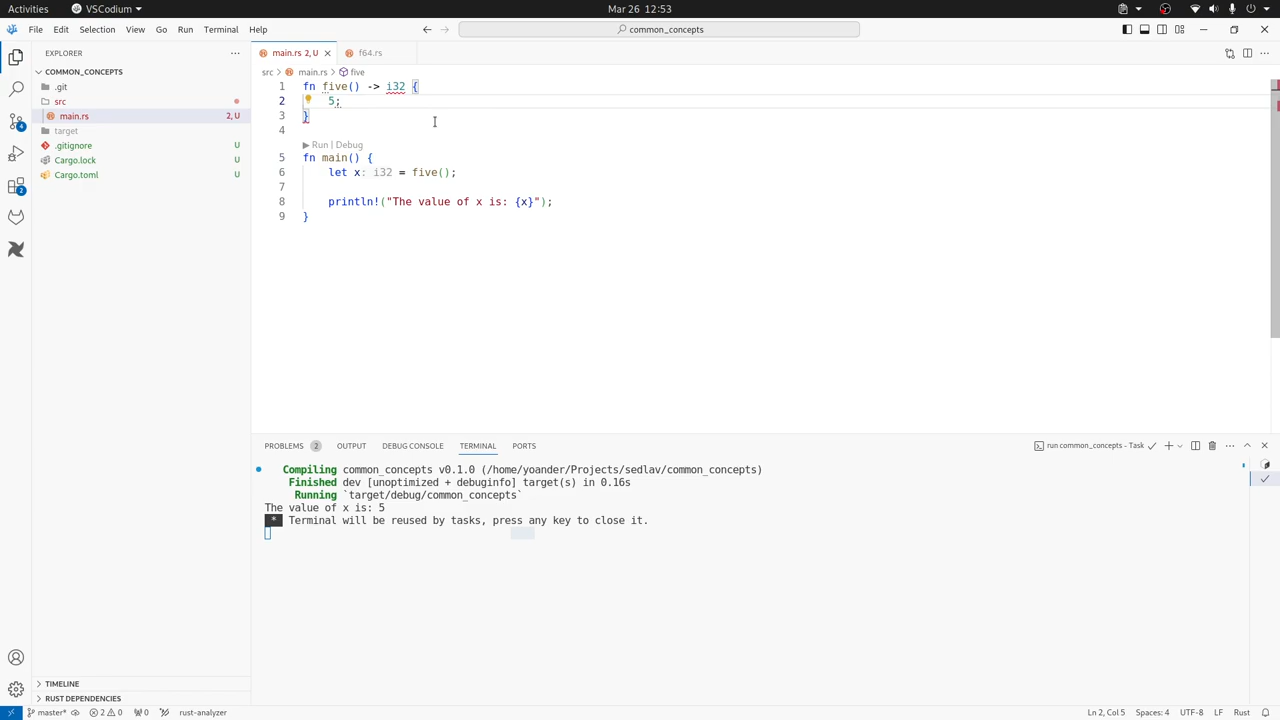 Activities VSCodium Mar 26 12:53
File Edit Selection View Go Run Terminal Help common_concepts
EXPLORER
COMMON_CONCEPTS
.git
src
main.rs 2, U
target
.gitignore U
Cargo.lock U
Cargo.toml U
TIMELINE
RUST DEPENDENCIES
main.rs 2, U f64.rs
src main.rs five
1 fn five() -> i32 {
2 5;
3 }
4
Run | Debug
5 fn main() {
6 let x: i32 = five();
7
8 println!("The value of x is: {x}");
9 }
PROBLEMS 2 OUTPUT DEBUG CONSOLE TERMINAL PORTS run common_concepts - Task
Compiling common_concepts v0.1.0 (/home/yoander/Projects/sedlav/common_concepts)
Finished dev [unoptimized + debuginfo] target(s) in 0.16s
Running `target/debug/common_concepts`
The value of x is: 5
* Terminal will be reused by tasks, press any key to close it.
4
2
master* 2 0 0 rust-analyzer Ln 2, Col 5 Spaces: 4 UTF-8 LF Rust